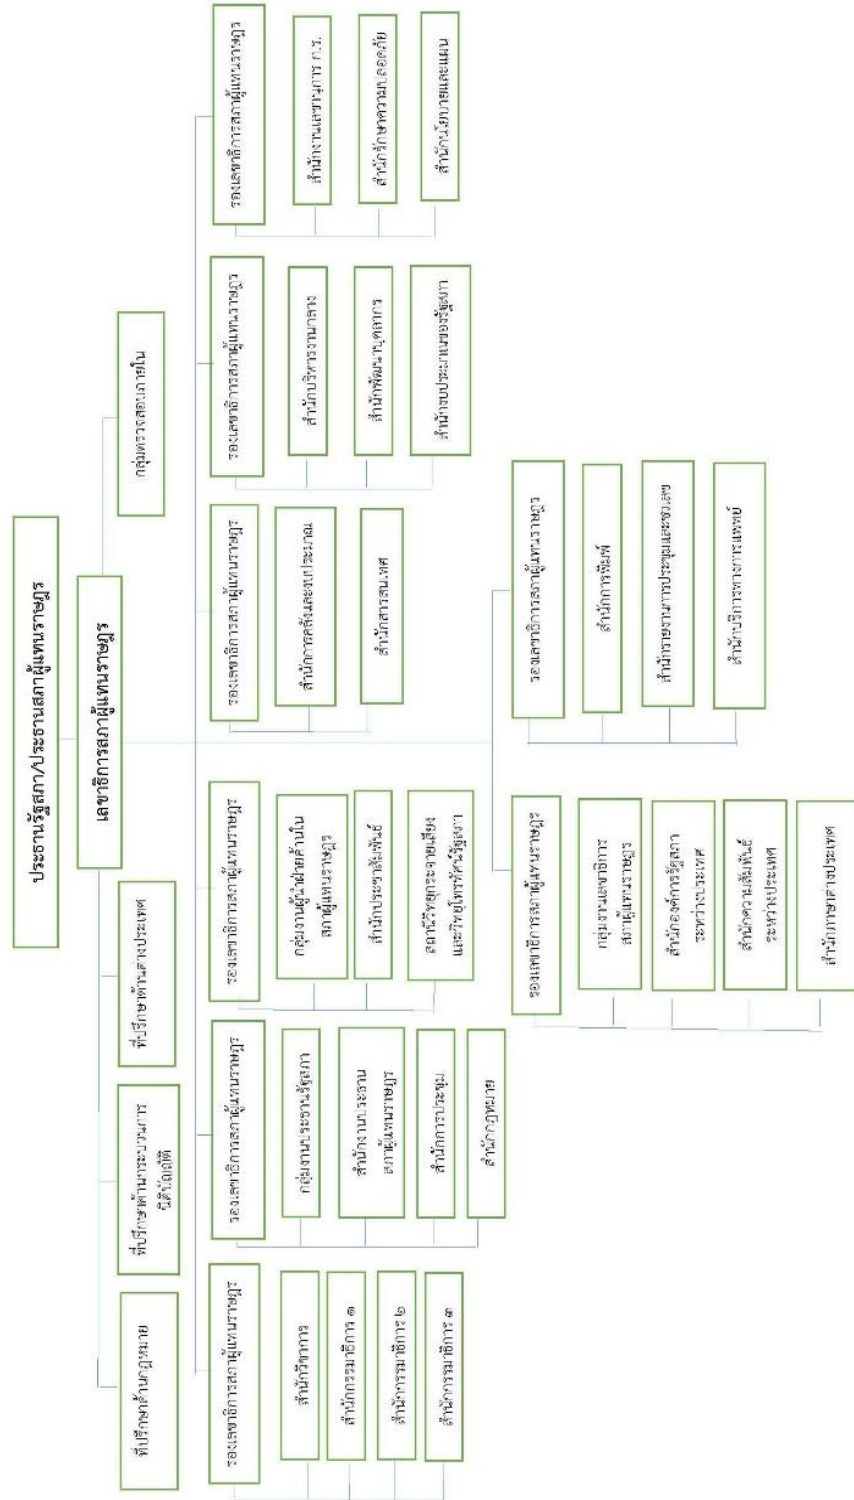 ประธานรัฐสภา/ประธานสภาผู้แทนราษฎร
เลขาธิการสภาผู้แทนราษฎร
ที่ปรึกษาด้านกฎหมาย
ที่ปรึกษาด้านกระบวนการ
นิติบัญญัติ
ที่ปรึกษาด้านต่างประเทศ
กลุ่มตรวจสอบภายใน
รองเลขาธิการสภาผู้แทนราษฎร
สำนักวิชาการ
สำนักกรรมาธิการ ๑
สำนักกรรมาธิการ ๒
สำนักกรรมาธิการ ๓
รองเลขาธิการสภาผู้แทนราษฎร
กลุ่มงานประธานรัฐสภา
สำนักงานประธาน
สภาผู้แทนราษฎร
สำนักการประชุม
สำนักกฎหมาย
รองเลขาธิการสภาผู้แทนราษฎร
กลุ่มงานผู้นำฝ่ายค้านใน
สภาผู้แทนราษฎร
สำนักประชาสัมพันธ์
สถานีวิทยุกระจายเสียง
และวิทยุโทรทัศน์รัฐสภา
รองเลขาธิการสภาผู้แทนราษฎร
สำนักการคลังและงบประมาณ
สำนักสารสนเทศ
รองเลขาธิการสภาผู้แทนราษฎร
สำนักบริหารงานกลาง
สำนักพัฒนาบุคลากร
สำนักงบประมาณของรัฐสภา
รองเลขาธิการสภาผู้แทนราษฎร
สำนักงานเลขานุการ ก.ร.
สำนักรักษาความปลอดภัย
สำนักนโยบายและแผน
รองเลขาธิการสภาผู้แทนราษฎร
กลุ่มงานเลขาธิการ
สภาผู้แทนราษฎร
สำนักองค์การรัฐสภา
ระหว่างประเทศ
สำนักความสัมพันธ์
ระหว่างประเทศ
สำนักภาษาต่างประเทศ
รองเลขาธิการสภาผู้แทนราษฎร
สำนักการพิมพ์
สำนักรายงานการประชุมและชวเลข
สำนักบริการทางการแพทย์